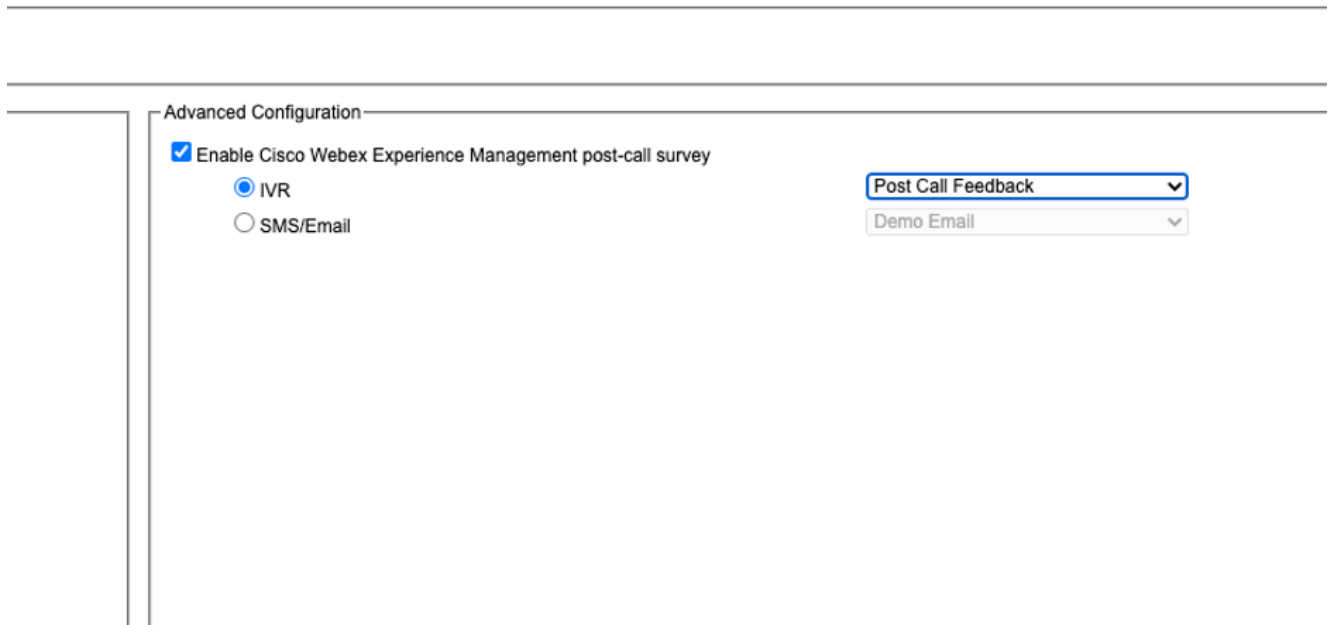 Advanced Configuration
Enable Cisco Webex Experience Management post-call survey
IVR
Post Call Feedback
SMS/Email
Demo Email